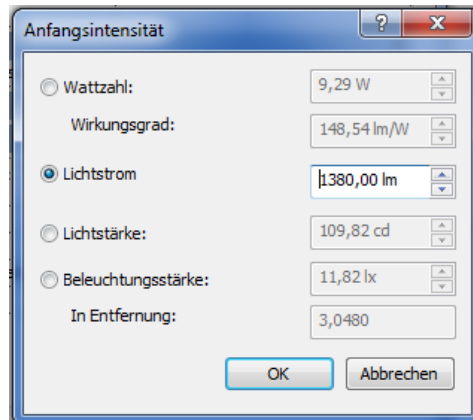 Anfangsintensität
?
Wattzahl: 9,29 W
Wirkungsgrad: 148,54 lm/W
Lichtstrom 1380,00 lm
Lichtstärke: 109,82 cd
Beleuchtungsstärke: 11,82 lx
In Entfernung: 3,0480
OK Abbrechen